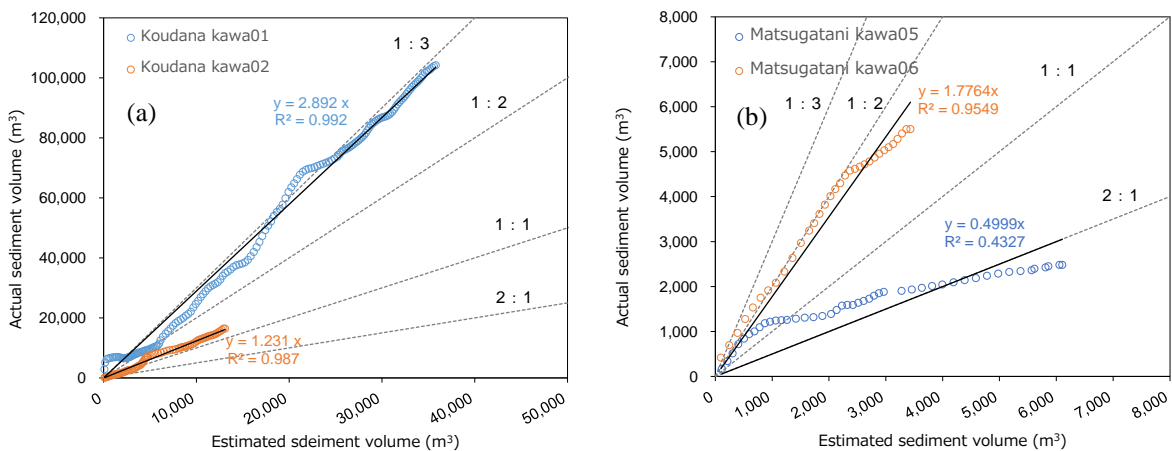 120,000
100,000
80,000
60,000
40,000
20,000
0
Actual sediment volume (m³)
Koudana kawa01
Koudana kawa02
(a)
1 : 3
1 : 2
1 : 1
2 : 1
y = 2.892 x
R² = 0.992
y = 1.231 x
R² = 0.987
0
10,000
20,000
30,000
40,000
50,000
Estimated sdeiment volume (m³)
8,000
7,000
6,000
5,000
4,000
3,000
2,000
1,000
0
Actual sediment volume (m³)
Matsugatani kawa05
Matsugatani kawa06
(b)
1 : 3
1 : 2
1 : 1
2 : 1
y = 1.7764x
R² = 0.9549
y = 0.4999x
R² = 0.4327
0
1,000
2,000
3,000
4,000
5,000
6,000
7,000
8,000
Estimated sediment volume (m³)